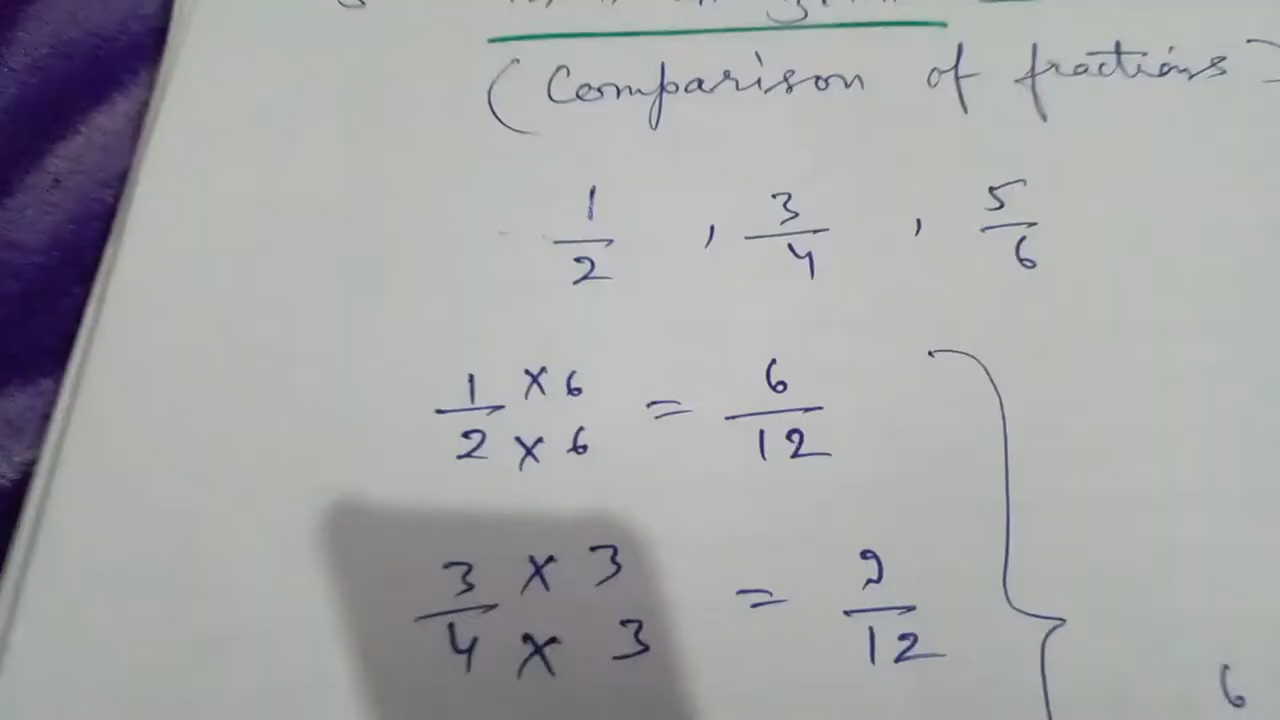 (Comparison of fractions)
1/2 , 3/4 , 5/6
1/2 × 6/× 6 = 6/12
3/4 × 3/× 3 = 9/12
6